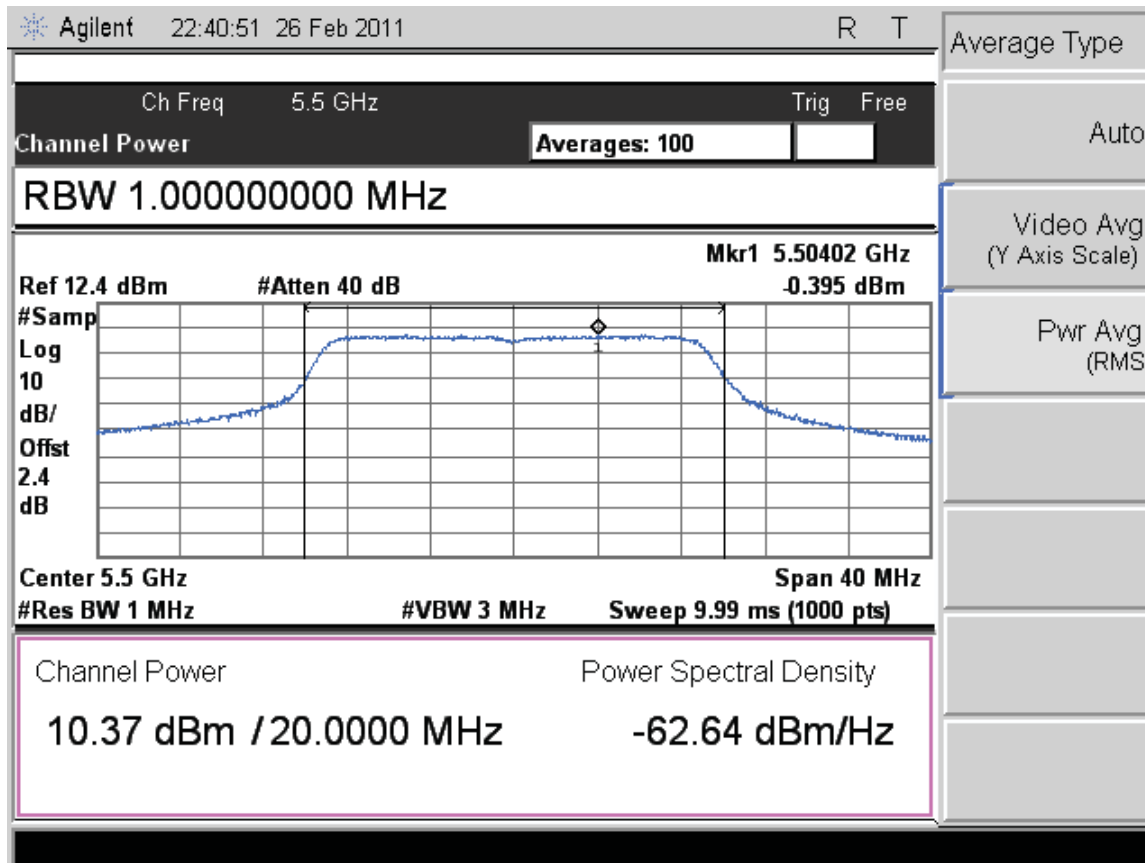 Agilent 22:40:51 26 Feb 2011 R T
Average Type
Ch Freq 5.5 GHz Trig Free
Channel Power Averages: 100
Auto
RBW 1.000000000 MHz
Video Avg
(Y Axis Scale)
Mkr1 5.50402 GHz
Ref 12.4 dBm #Atten 40 dB -0.395 dBm
#Samp
Log
10
dB/
Offst
2.4
dB
1
Pwr Avg
(RMS
Center 5.5 GHz Span 40 MHz
#Res BW 1 MHz #VBW 3 MHz Sweep 9.99 ms (1000 pts)
Channel Power Power Spectral Density
10.37 dBm / 20.0000 MHz -62.64 dBm/Hz